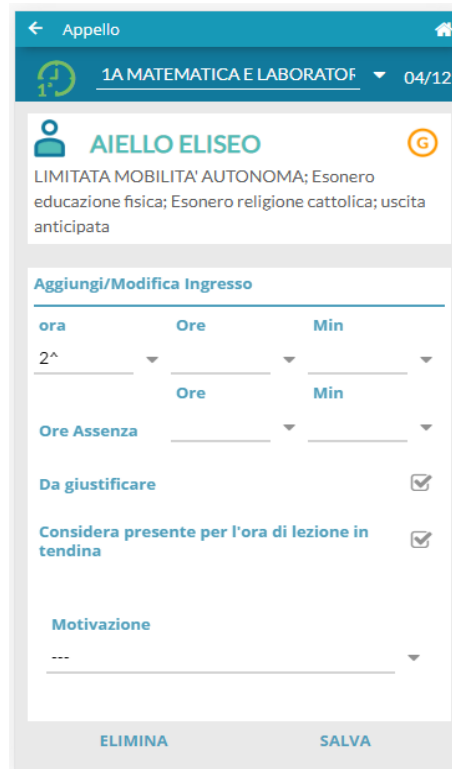 Appello
1^ 1A MATEMATICA E LABORATOR 04/12
AIELLO ELISEO G
LIMITATA MOBILITA' AUTONOMA; Esonero
educazione fisica; Esonero religione cattolica; uscita
anticipata
Aggiungi/Modifica Ingresso
ora Ore Min
2^
Ore Min
Ore Assenza
Da giustificare
Considera presente per l'ora di lezione in
tendina
Motivazione
---
ELIMINA SALVA